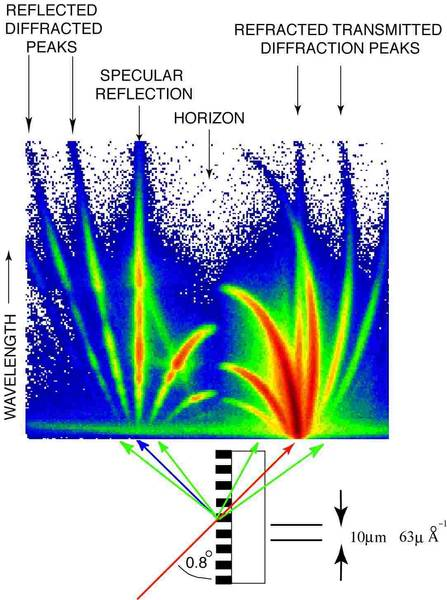 REFLECTED
DIFFRACTED
PEAKS
REFRACTED TRANSMITTED
DIFFRACTION PEAKS
SPECULAR
REFLECTION
HORIZON
WAVELENGTH
0.8°
10μm 63μ Å⁻¹